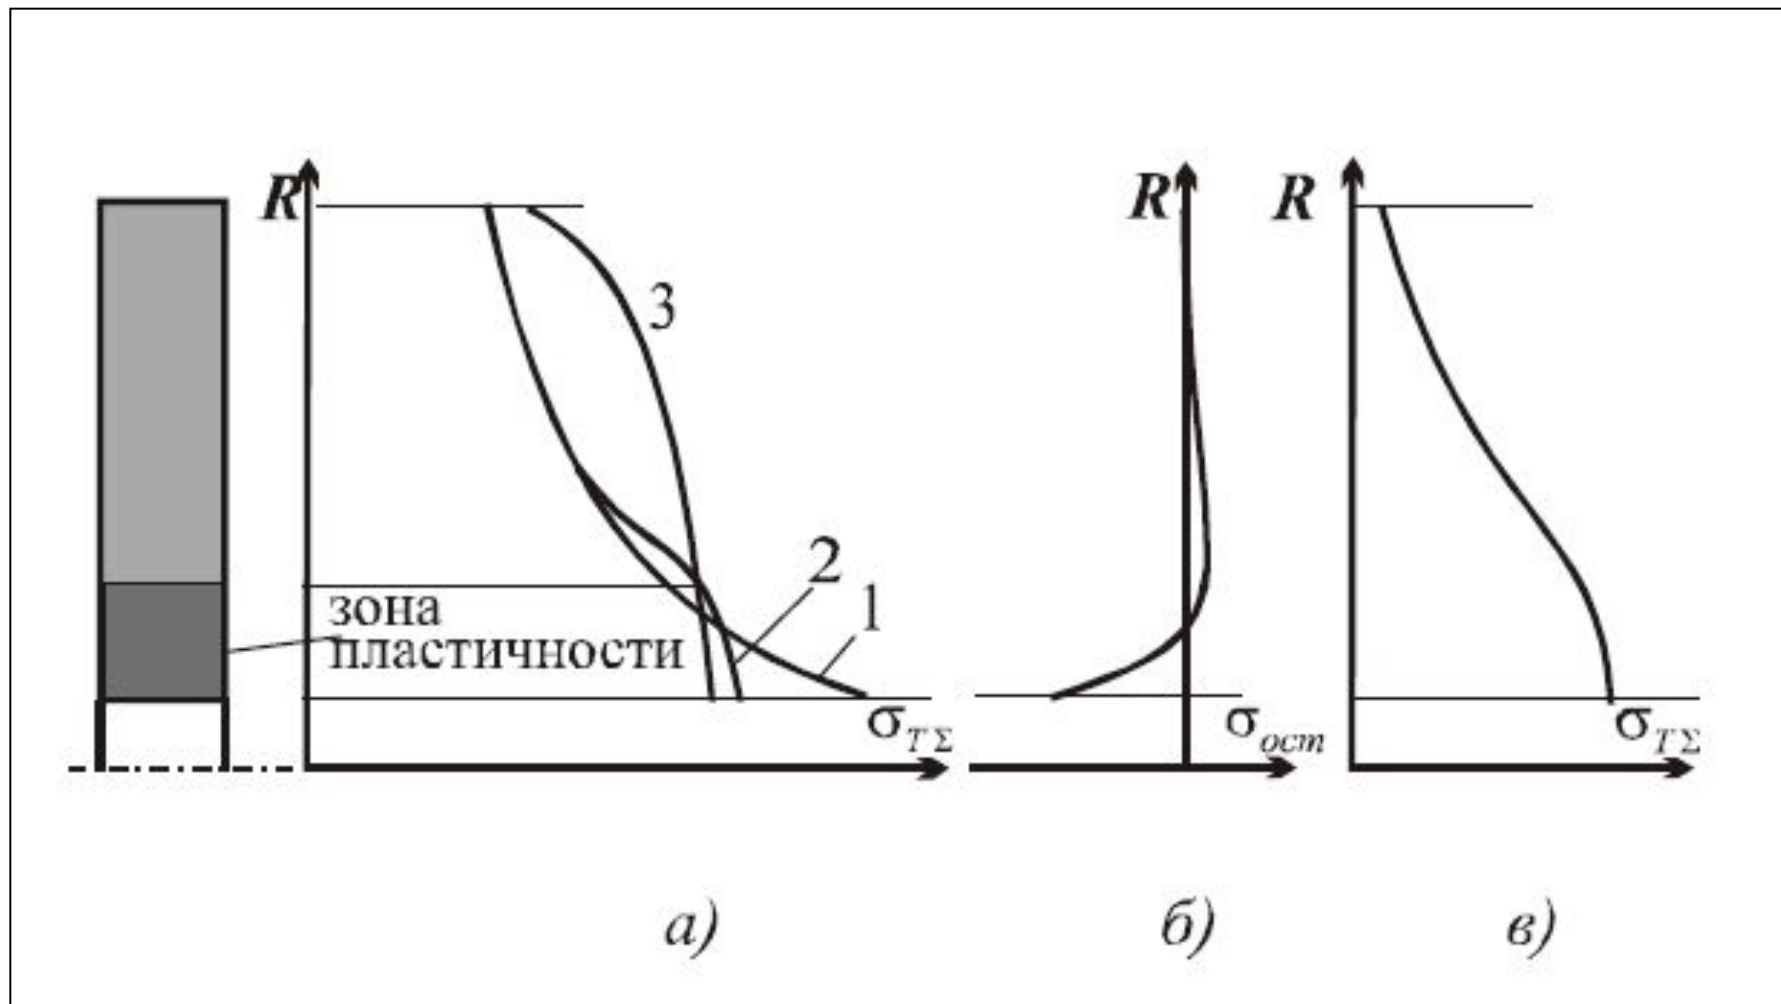 R
3
2
1
зона
пластичности
σTΣ
R
σост
R
σTΣ
а)
б)
в)